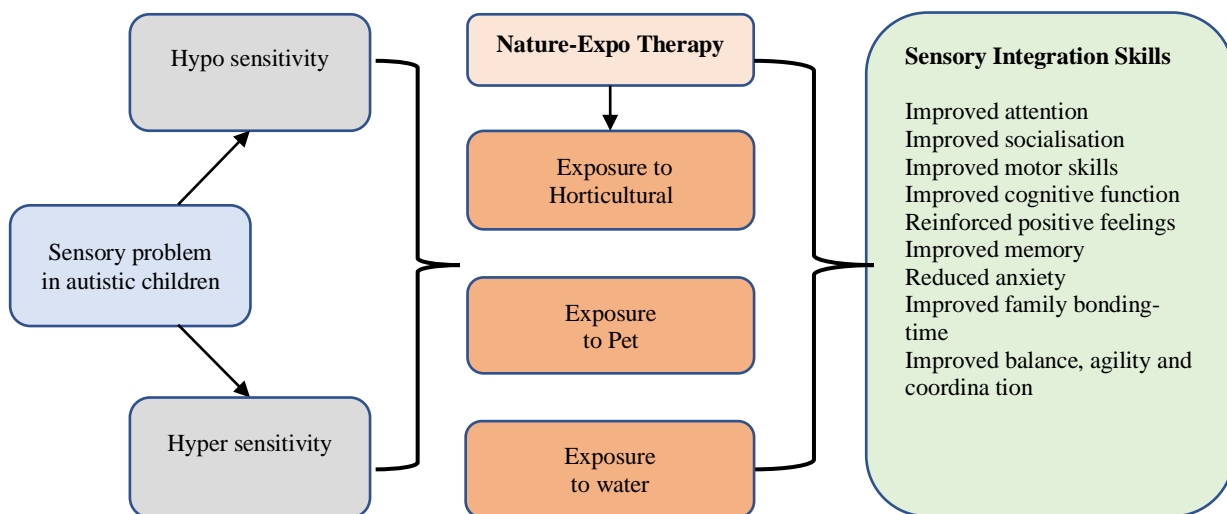 Hypo sensitivity
Sensory problem
in autistic children
Hyper sensitivity
Nature-Expo Therapy
Exposure to
Horticultural
Exposure
to Pet
Exposure
to water
Sensory Integration Skills
Improved attention
Improved socialisation
Improved motor skills
Improved cognitive function
Reinforced positive feelings
Improved memory
Reduced anxiety
Improved family bonding-
time
Improved balance, agility and
coordina tion